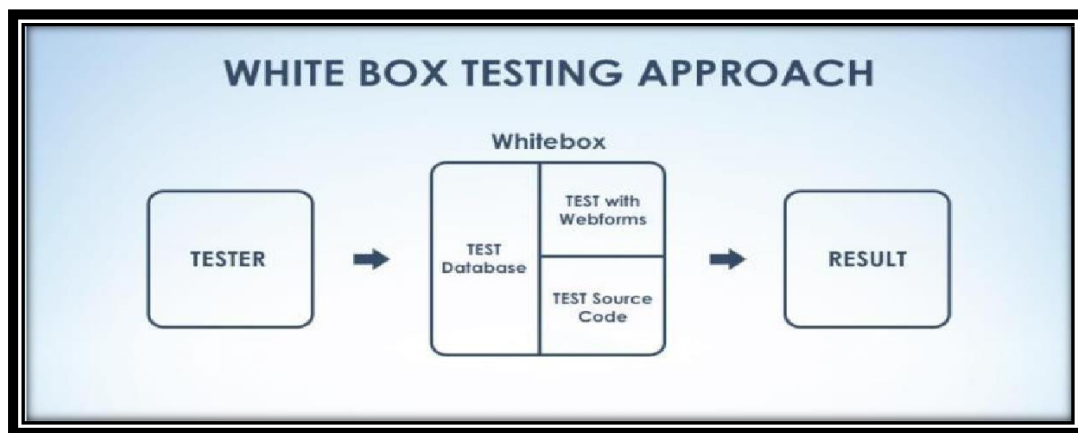 WHITE BOX TESTING APPROACH
Whitebox
TESTER
TEST
Database
TEST with
Webforms
TEST Source
Code
RESULT